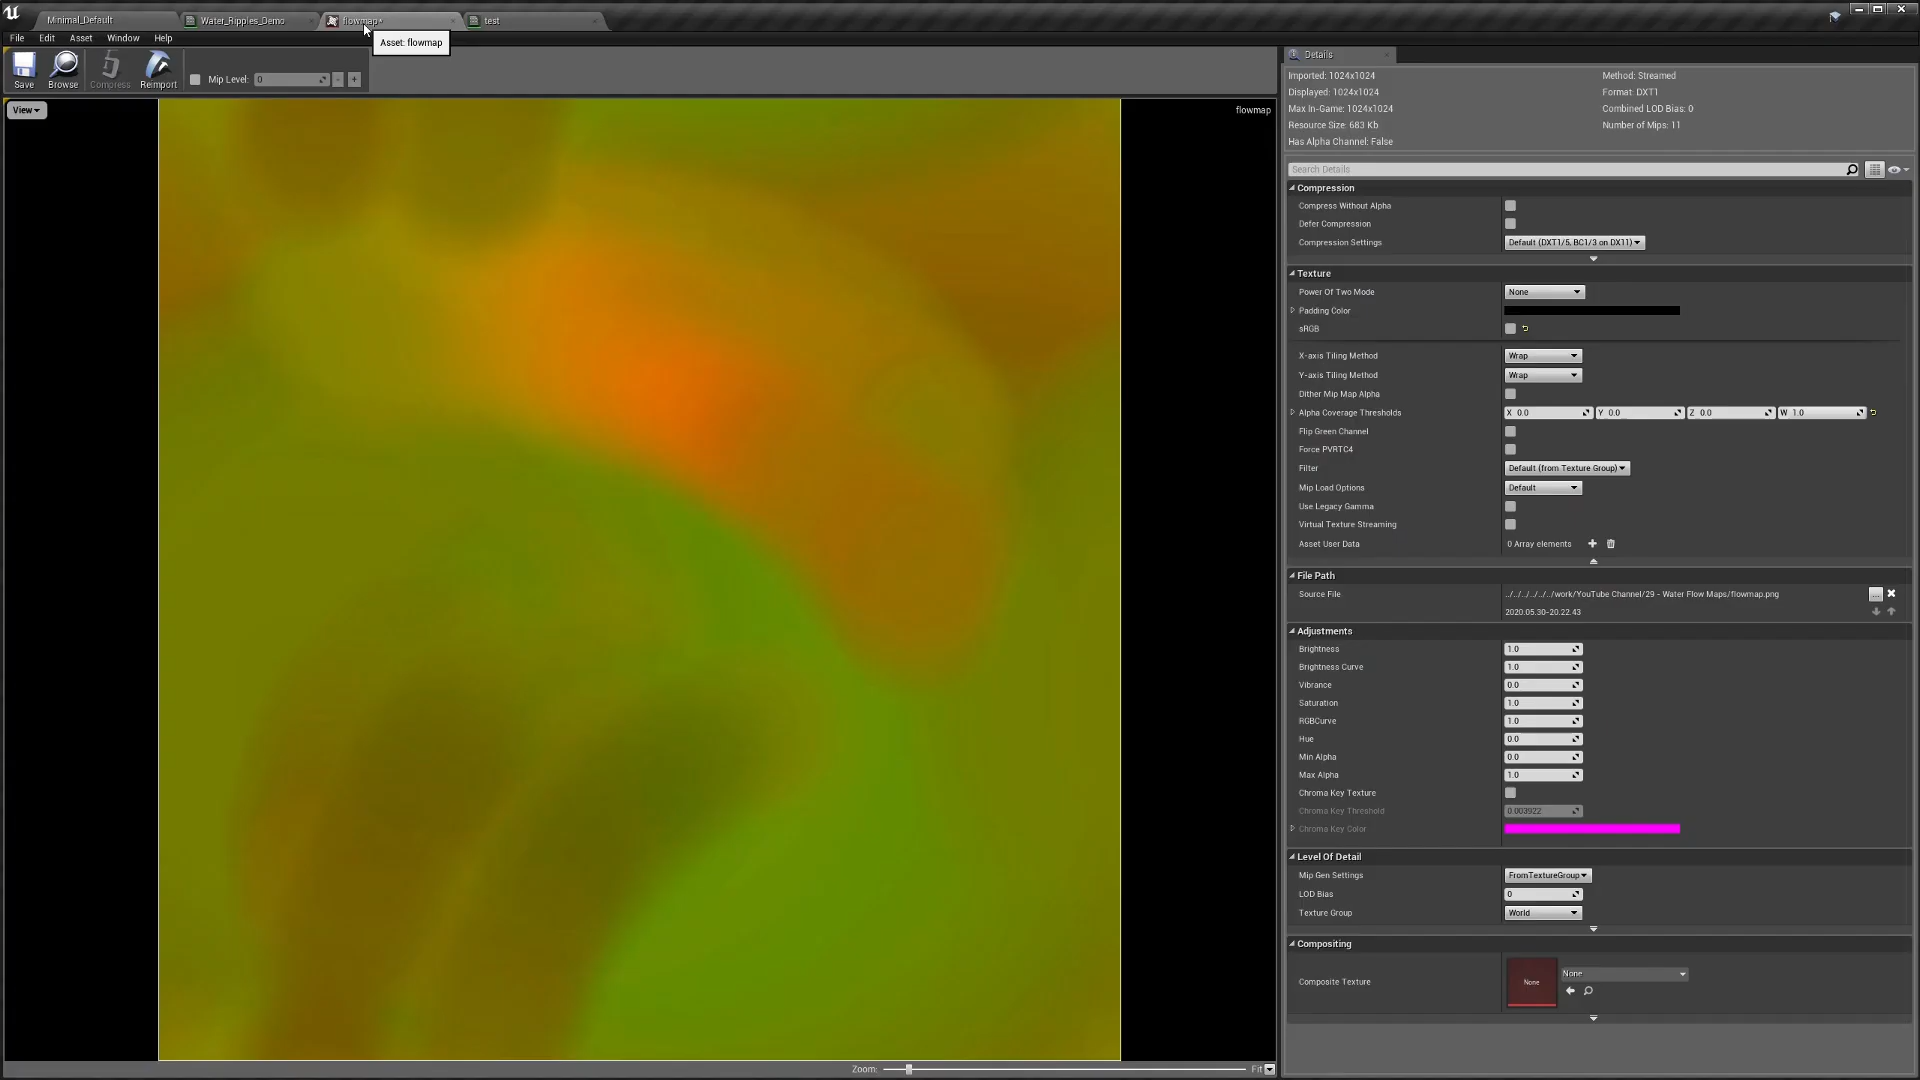 Minimal_Default
Water_Ripples_Demo
flowmap*
test
File
Edit
Asset
Window
Help
Asset: flowmap
Save
Browse
Compress
Reimport
Mip Level:
0
-
+
View
flowmap
Zoom:
Fit
Details
Imported: 1024x1024
Method: Streamed
Displayed: 1024x1024
Format: DXT1
Max In-Game: 1024x1024
Combined LOD Bias: 0
Resource Size: 683 Kb
Number of Mips: 11
Has Alpha Channel: False
Search Details
Compression
Compress Without Alpha
Defer Compression
Compression Settings
Default (DXT1/5, BC1/3 on DX11)
Texture
Power Of Two Mode
None
Padding Color
sRGB
X-axis Tiling Method
Wrap
Y-axis Tiling Method
Wrap
Dither Mip Map Alpha
Alpha Coverage Thresholds
X 0.0
Y 0.0
Z 0.0
W 1.0
Flip Green Channel
Force PVRTC4
Filter
Default (from Texture Group)
Mip Load Options
Default
Use Legacy Gamma
Virtual Texture Streaming
Asset User Data
0 Array elements
File Path
Source File
../../../../../../work/YouTube Channel/29 - Water Flow Maps/flowmap.png
...
2020.05.30-20.22.43
Adjustments
Brightness
1.0
Brightness Curve
1.0
Vibrance
0.0
Saturation
1.0
RGBCurve
1.0
Hue
0.0
Min Alpha
0.0
Max Alpha
1.0
Chroma Key Texture
Chroma Key Threshold
0.003922
Chroma Key Color
Level Of Detail
Mip Gen Settings
FromTextureGroup
LOD Bias
0
Texture Group
World
Compositing
Composite Texture
None
None